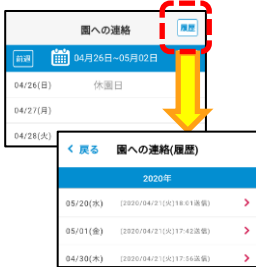 園への連絡
履歴
前週 04月26日~05月02日
04/26(日) 休園日
04/27(月)
04/28(火)
< 戻る 園への連絡(履歴)
2020年
05/20(水) (2020/04/21(火)18:01送信) >
05/01(金) (2020/04/21(火)17:42送信) >
04/30(木) (2020/04/21(火)17:56送信) >